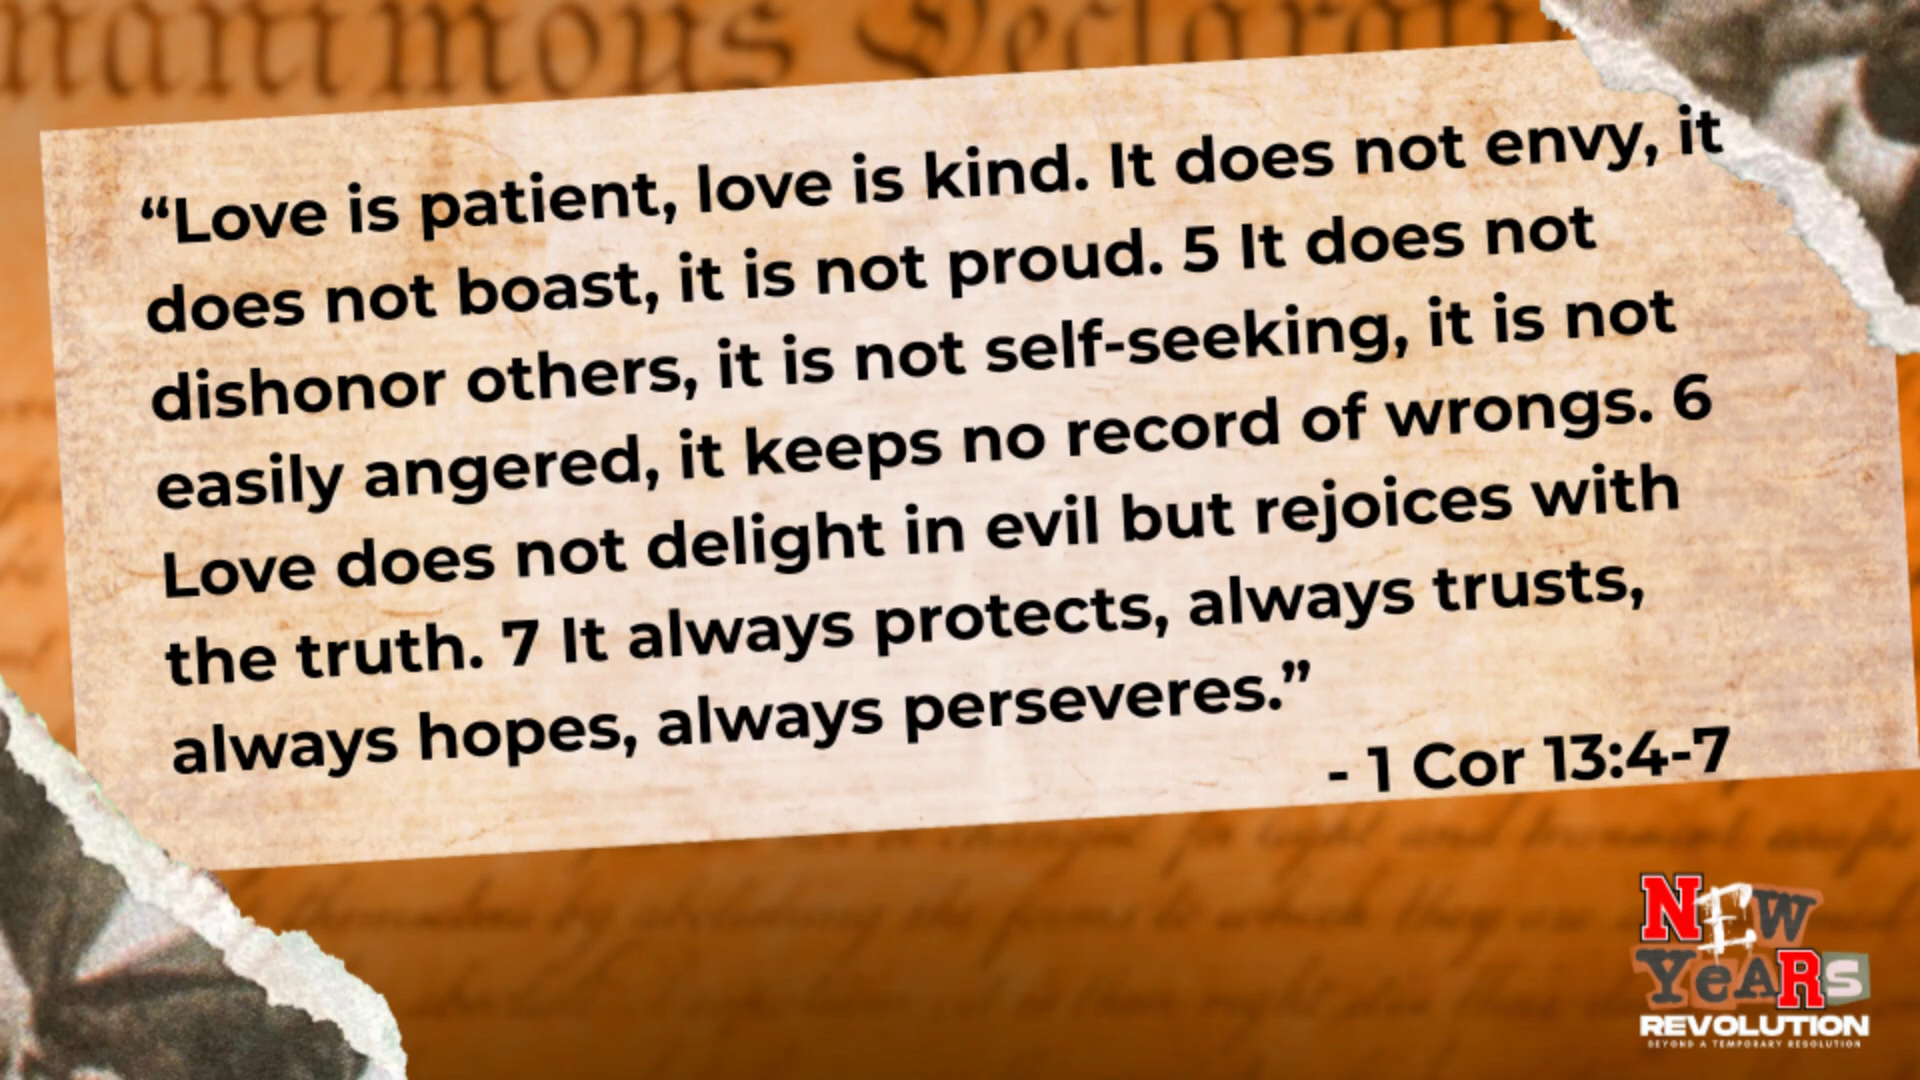 nanimous Declarati
“Love is patient, love is kind. It does not envy, it
does not boast, it is not proud. 5 It does not
dishonor others, it is not self-seeking, it is not
easily angered, it keeps no record of wrongs. 6
Love does not delight in evil but rejoices with
the truth. 7 It always protects, always trusts,
always hopes, always perseveres.”
- 1 Cor 13:4-7
NEW
YeARS
REVOLUTION
BEYOND A TEMPORARY RESOLUTION